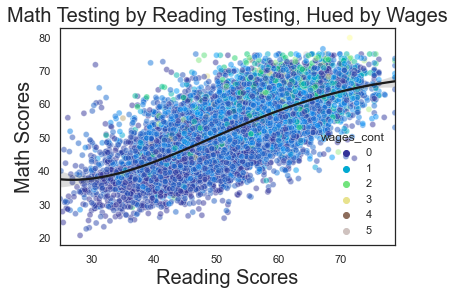 Math Testing by Reading Testing, Hued by Wages
80
70
60
50
40
30
20
Math Scores
wages_cont
0
1
2
3
4
5
30 40 50 60 70
Reading Scores